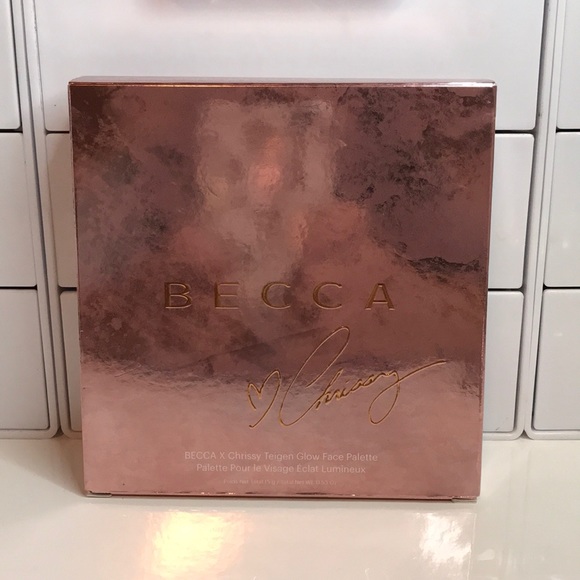 BECCA
Chrissy
BECCA X Chrissy Teigen Glow Face Palette
Palette Pour le Visage Éclat Lumineux